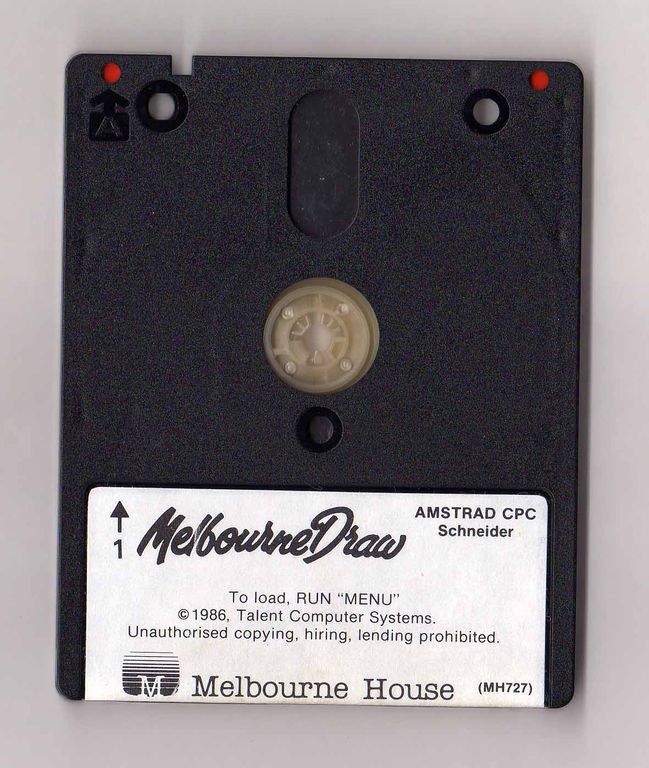 A
AMSTRAD CPC
Schneider
1
MelbourneDraw
To load, RUN “MENU”
©1986, Talent Computer Systems.
Unauthorised copying, hiring, lending prohibited.
M Melbourne House (MH727)